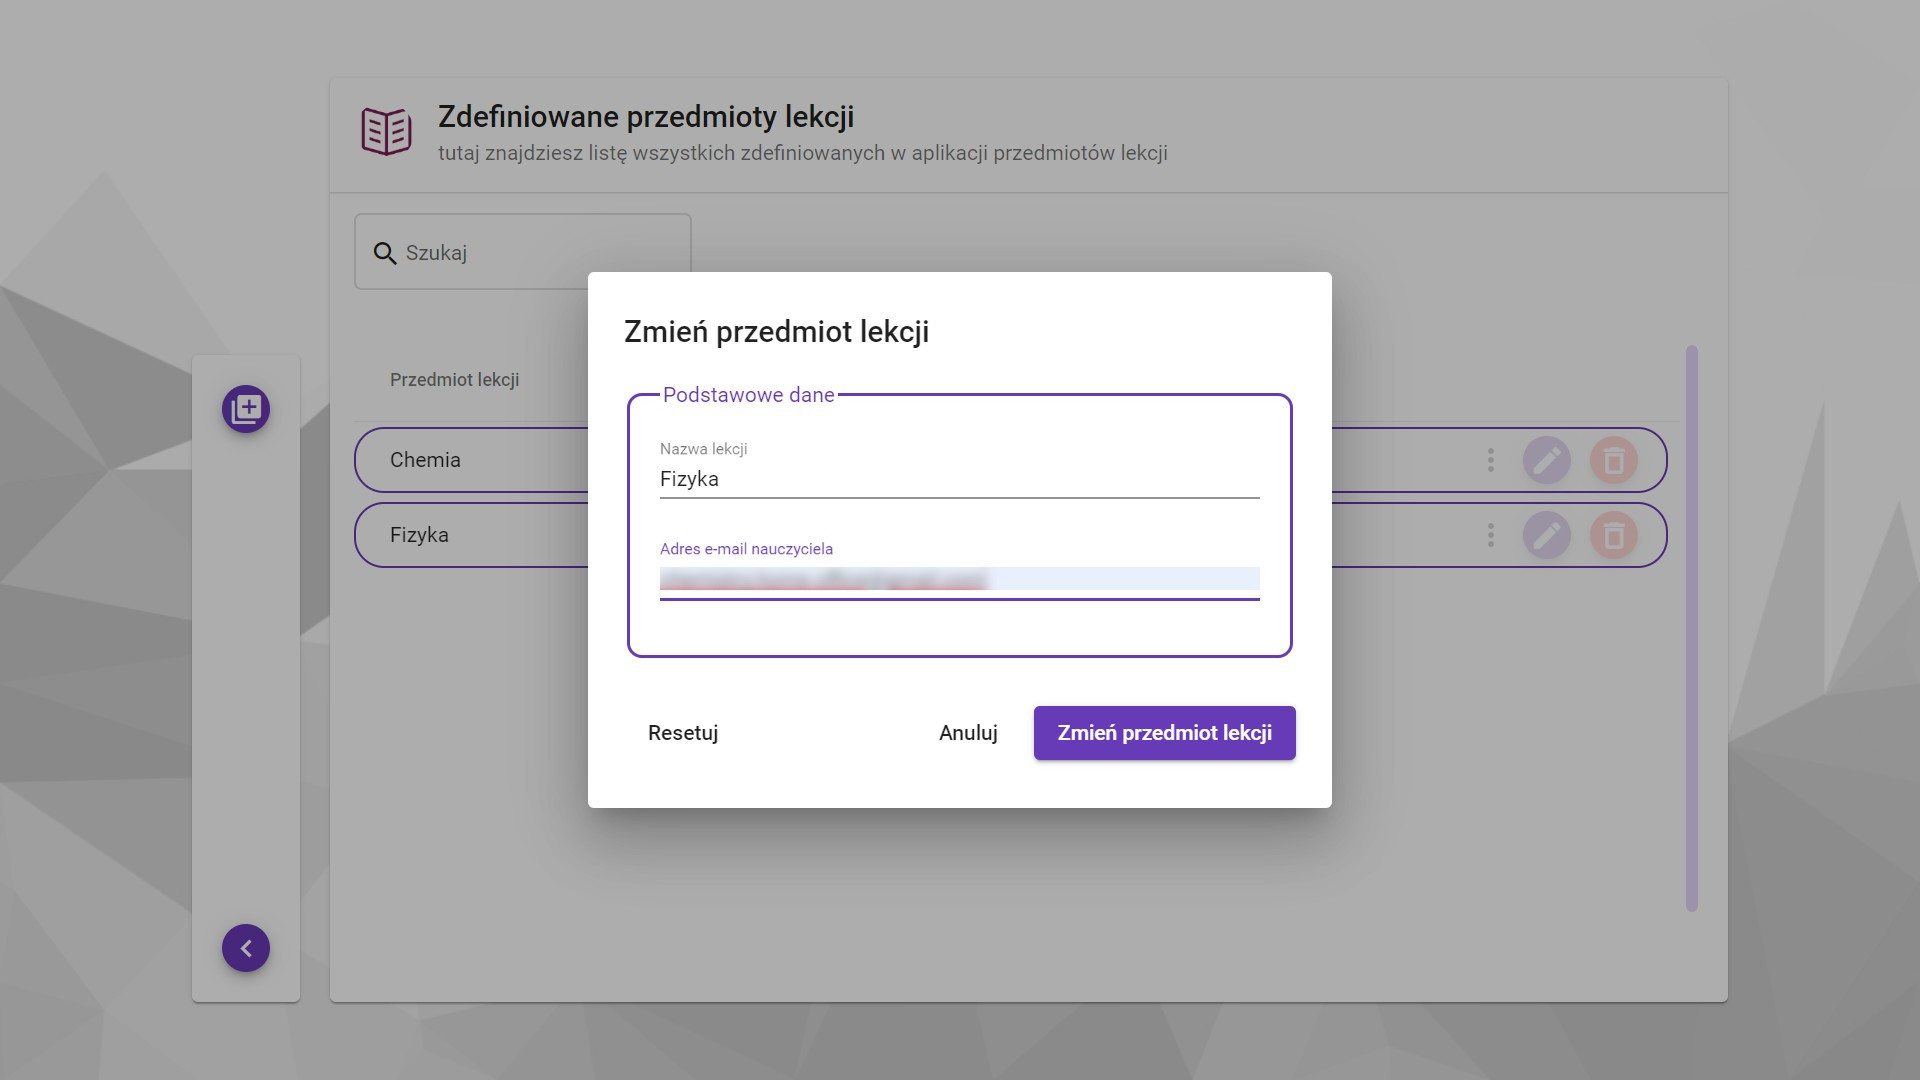 Zdefiniowane przedmioty lekcji
tutaj znajdziesz listę wszystkich zdefiniowanych w aplikacji przedmiotów lekcji
Szukaj
Przedmiot lekcji
Chemia
Fizyka
Zmień przedmiot lekcji
Podstawowe dane
Nazwa lekcji
Fizyka
Adres e-mail nauczyciela
Resetuj
Anuluj
Zmień przedmiot lekcji